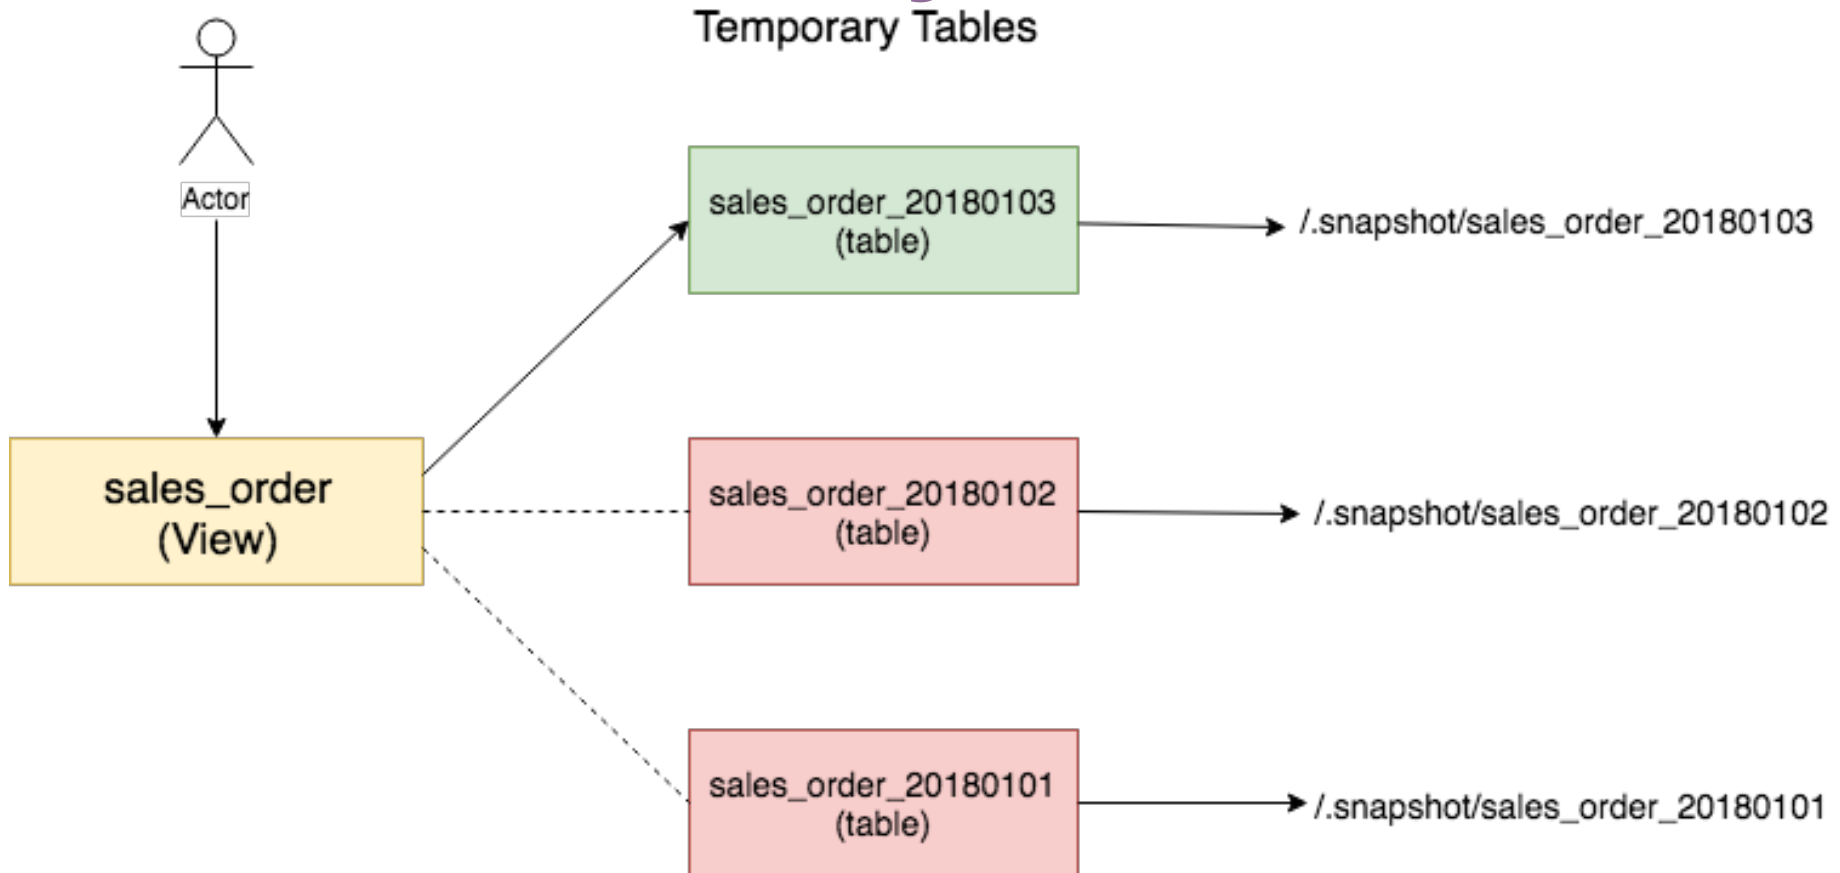 Temporary Tables
Actor
sales_order_20180103
(table)
/.snapshot/sales_order_20180103
sales_order
(View)
sales_order_20180102
(table)
/.snapshot/sales_order_20180102
sales_order_20180101
(table)
/.snapshot/sales_order_20180101